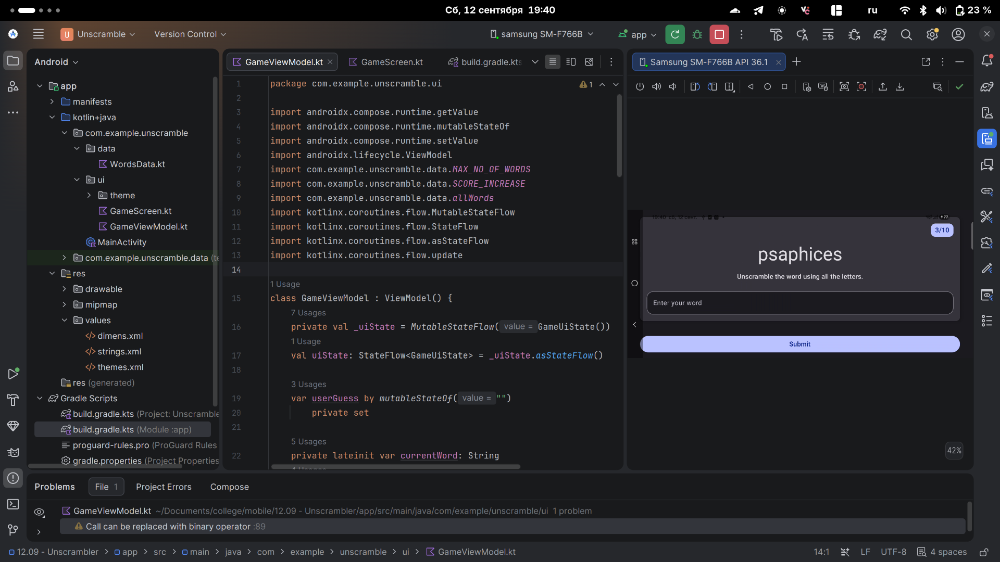 Сб, 12 сентября 19:40
ru
23 %
U Unscramble
Version Control
samsung SM-F766B
app
Android
app
manifests
kotlin+java
com.example.unscramble
data
WordsData.kt
ui
theme
GameScreen.kt
GameViewModel.kt
MainActivity
com.example.unscramble.data (te
res
drawable
mipmap
values
dimens.xml
strings.xml
themes.xml
res (generated)
Gradle Scripts
build.gradle.kts (Project: Unscramble
build.gradle.kts (Module :app)
proguard-rules.pro (ProGuard Rules
gradle.properties (Project Properties
GameViewModel.kt
GameScreen.kt
build.gradle.kts
1
1 package com.example.unscramble.ui
2
3 import androidx.compose.runtime.getValue
4 import androidx.compose.runtime.mutableStateOf
5 import androidx.compose.runtime.setValue
6 import androidx.lifecycle.ViewModel
7 import com.example.unscramble.data.MAX_NO_OF_WORDS
8 import com.example.unscramble.data.SCORE_INCREASE
9 import com.example.unscramble.data.allWords
10 import kotlinx.coroutines.flow.MutableStateFlow
11 import kotlinx.coroutines.flow.StateFlow
12 import kotlinx.coroutines.flow.asStateFlow
13 import kotlinx.coroutines.flow.update
14
1 Usage
15 class GameViewModel : ViewModel() {
7 Usages
16 private val _uiState = MutableStateFlow( value = GameUiState())
1 Usage
17 val uiState: StateFlow<GameUiState> = _uiState.asStateFlow()
18
3 Usages
19 var userGuess by mutableStateOf( value = "")
20 private set
21
5 Usages
22 private lateinit var currentWord: String
Samsung SM-F766B API 36.1
19:40 сб, 12 сент.
77
3/10
psaphices
Unscramble the word using all the letters.
Enter your word
Submit
42%
Problems
File 1
Project Errors
Compose
GameViewModel.kt ~/Documents/college/mobile/12.09 - Unscrambler/app/src/main/java/com/example/unscramble/ui 1 problem
Call can be replaced with binary operator :89
12.09 - Unscrambler > app > src > main > java > com > example > unscramble > ui > GameViewModel.kt
14:1
LF
UTF-8
4 spaces